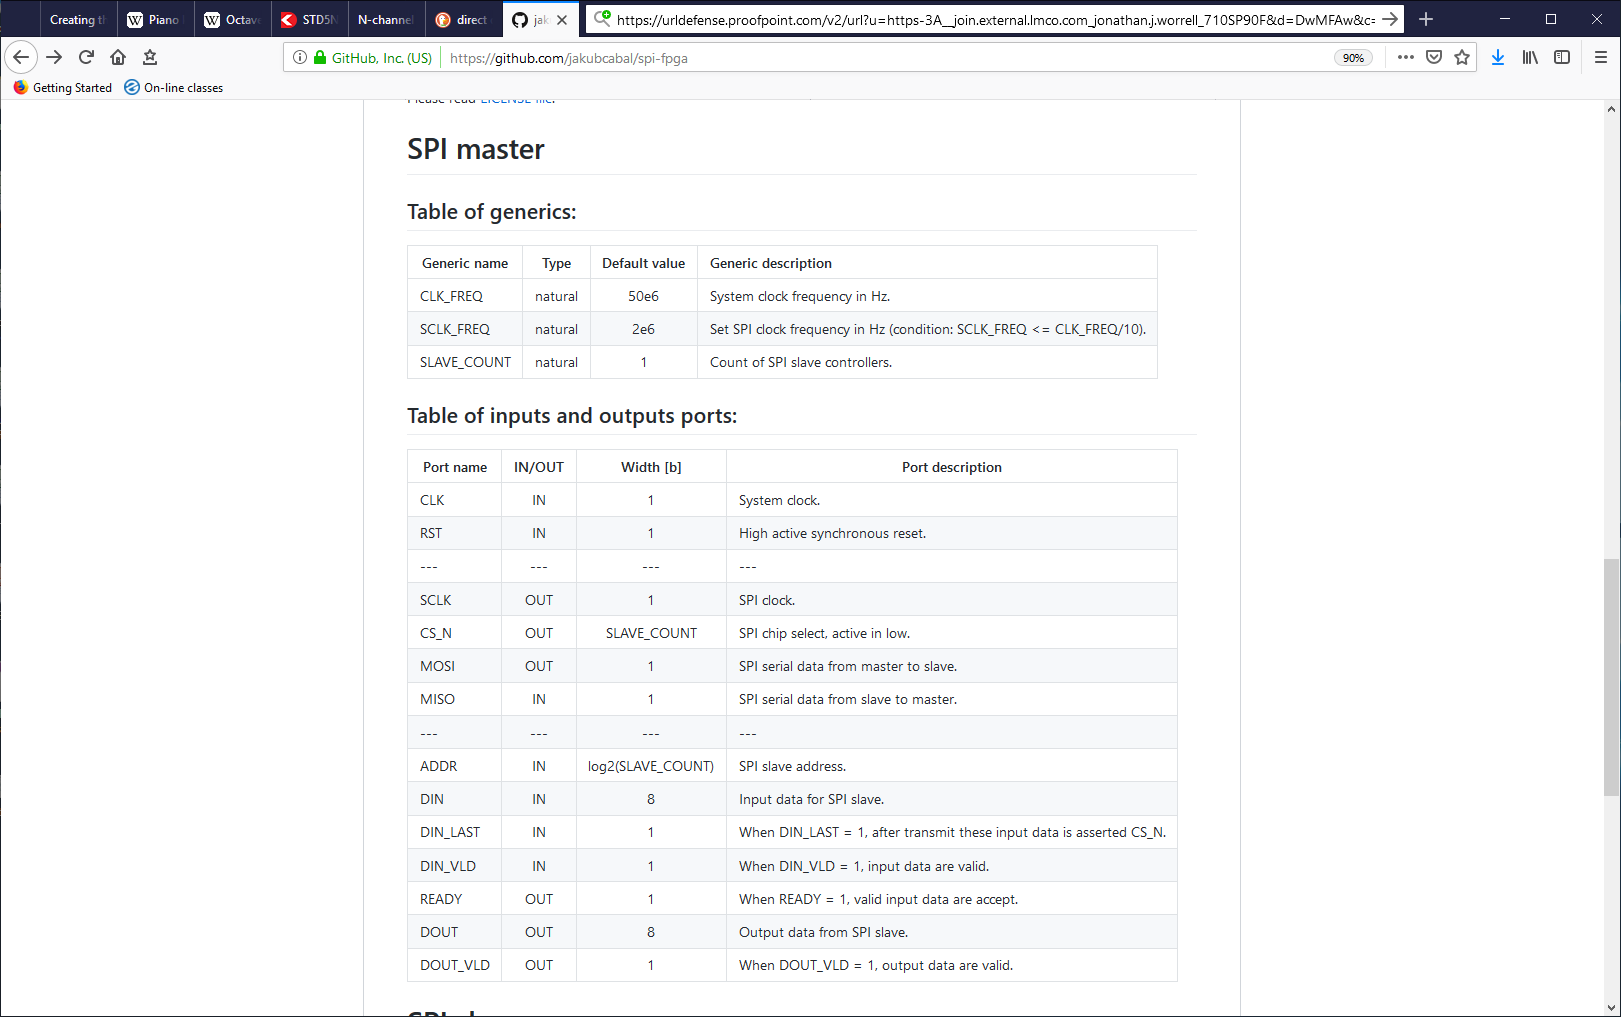 Creating th
Piano
Octave
STD5N
N-channel
direct
jak
https://urldefense.proofpoint.com/v2/url?u=https-3A__join.external.lmco.com_jonathan.j.worrell_710SP90F&d=DwMFAw&c=
GitHub, Inc. (US)
https://github.com/jakubcabal/spi-fpga
90%
Getting Started
On-line classes
Please read LICENSE file.
SPI master
Table of generics:
Generic name Type Default value Generic description
CLK_FREQ natural 50e6 System clock frequency in Hz.
SCLK_FREQ natural 2e6 Set SPI clock frequency in Hz (condition: SCLK_FREQ <= CLK_FREQ/10).
SLAVE_COUNT natural 1 Count of SPI slave controllers.
Table of inputs and outputs ports:
Port name IN/OUT Width [b] Port description
CLK IN 1 System clock.
RST IN 1 High active synchronous reset.
--- --- --- ---
SCLK OUT 1 SPI clock.
CS_N OUT SLAVE_COUNT SPI chip select, active in low.
MOSI OUT 1 SPI serial data from master to slave.
MISO IN 1 SPI serial data from slave to master.
--- --- --- ---
ADDR IN log2(SLAVE_COUNT) SPI slave address.
DIN IN 8 Input data for SPI slave.
DIN_LAST IN 1 When DIN_LAST = 1, after transmit these input data is asserted CS_N.
DIN_VLD IN 1 When DIN_VLD = 1, input data are valid.
READY OUT 1 When READY = 1, valid input data are accept.
DOUT OUT 8 Output data from SPI slave.
DOUT_VLD OUT 1 When DOUT_VLD = 1, output data are valid.